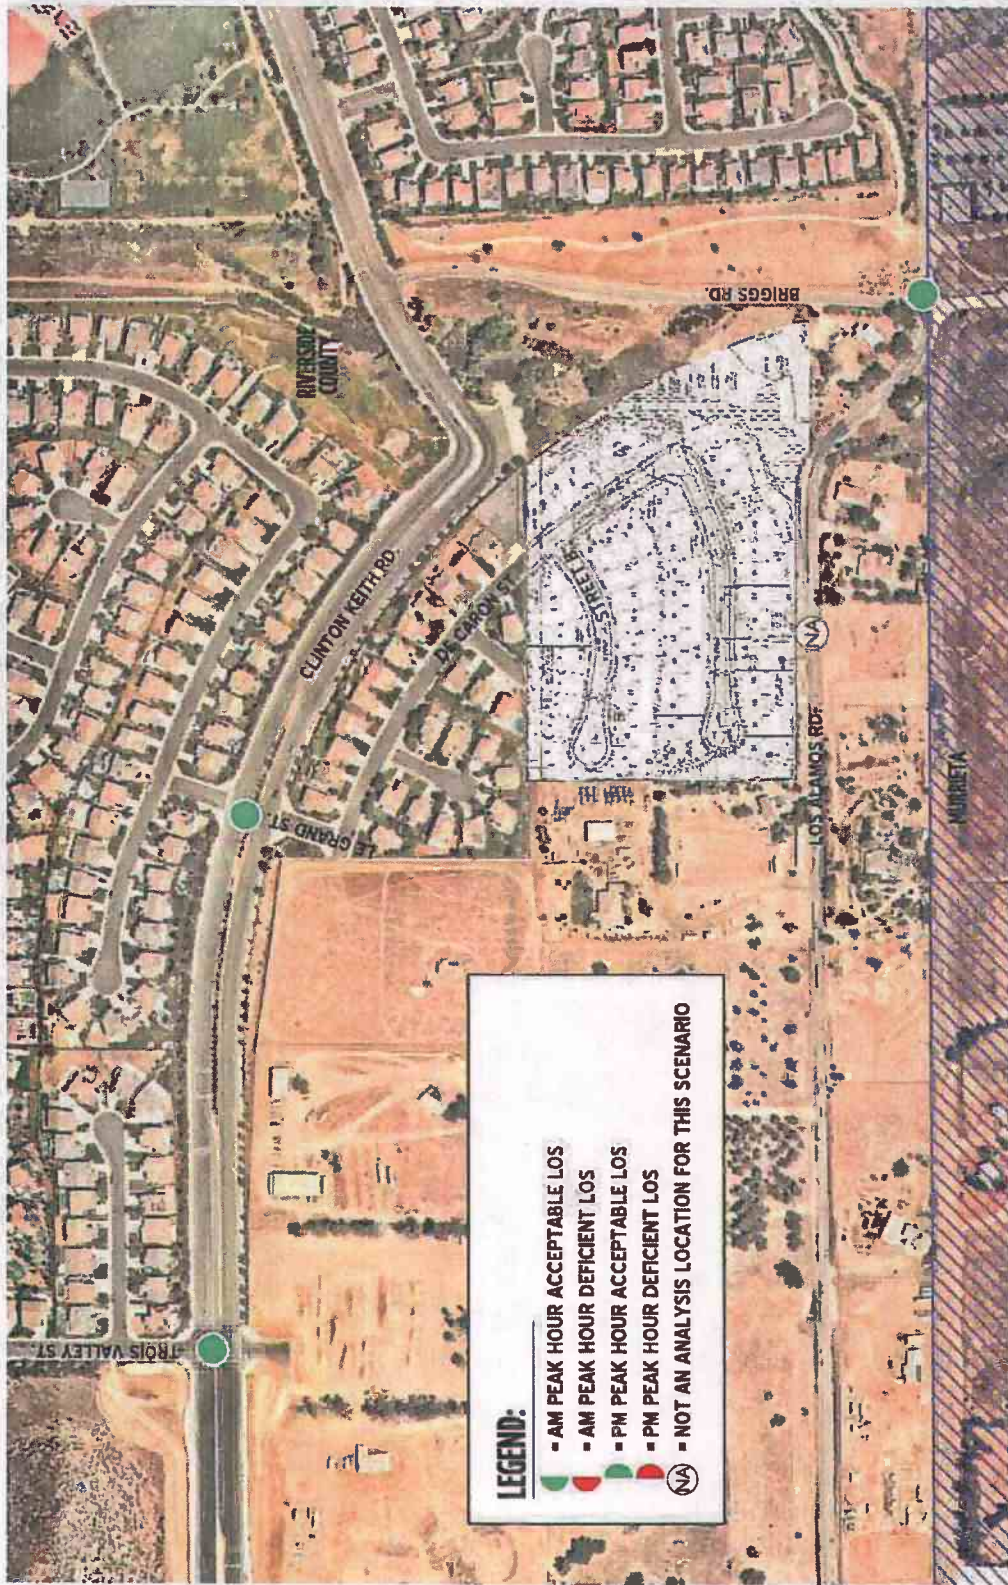 RIVERSIDE
COUNTY
BRIGGS RD.
CLINTON KEITH RD.
DE CARON ST.
STREET B
LE GRAND ST.
NA
LOS ALAMOS RD.
MURRIETA
TROIS VALLEY ST.
LEGEND:
= AM PEAK HOUR ACCEPTABLE LOS
= AM PEAK HOUR DEFICIENT LOS
= PM PEAK HOUR ACCEPTABLE LOS
= PM PEAK HOUR DEFICIENT LOS
NA = NOT AN ANALYSIS LOCATION FOR THIS SCENARIO